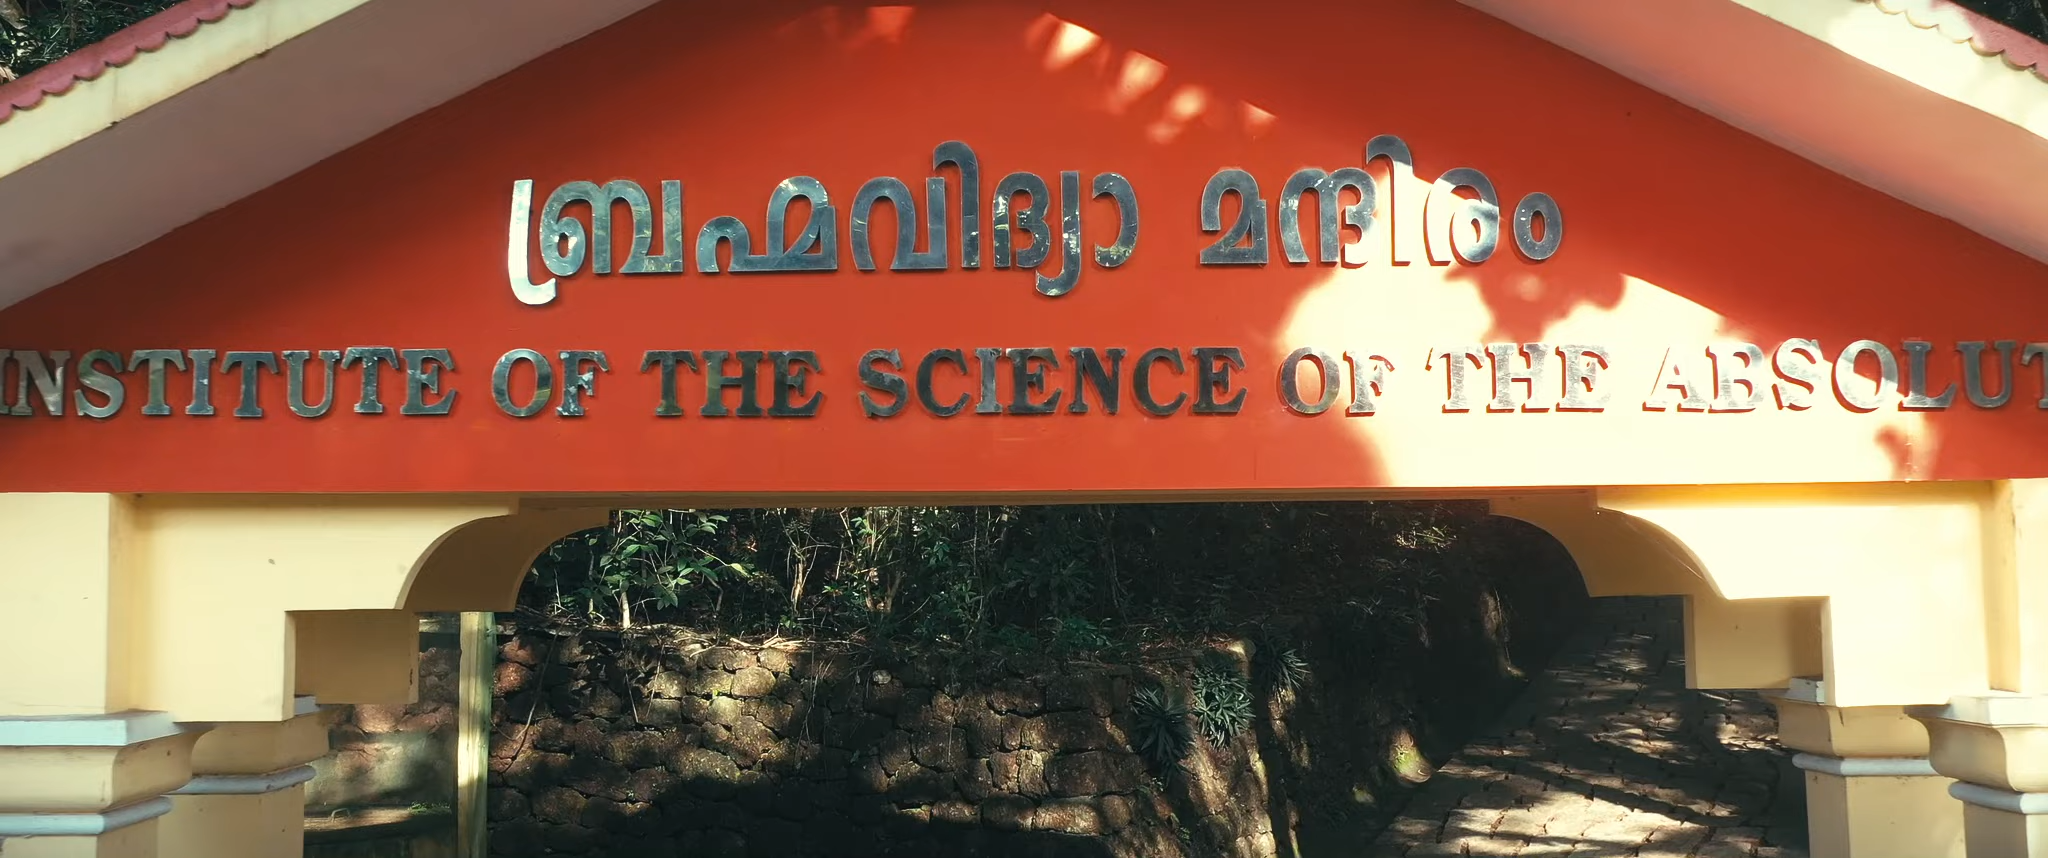 ബ്രഹ്മവിദ്യാ മന്ദിരം
INSTITUTE OF THE SCIENCE OF THE ABSOLUT